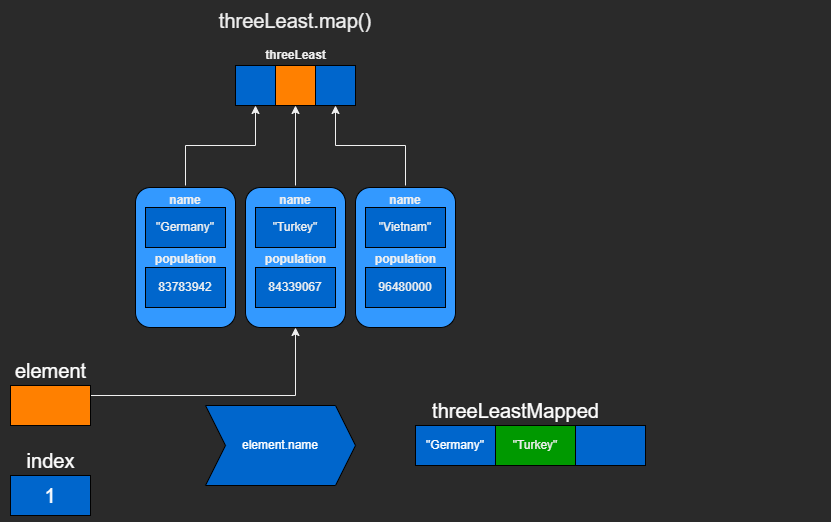 threeLeast.map()
threeLeast
name name name
"Germany" "Turkey" "Vietnam"
population population population
83783942 84339067 96480000
element
threeLeastMapped
element.name "Germany" "Turkey"
index
1